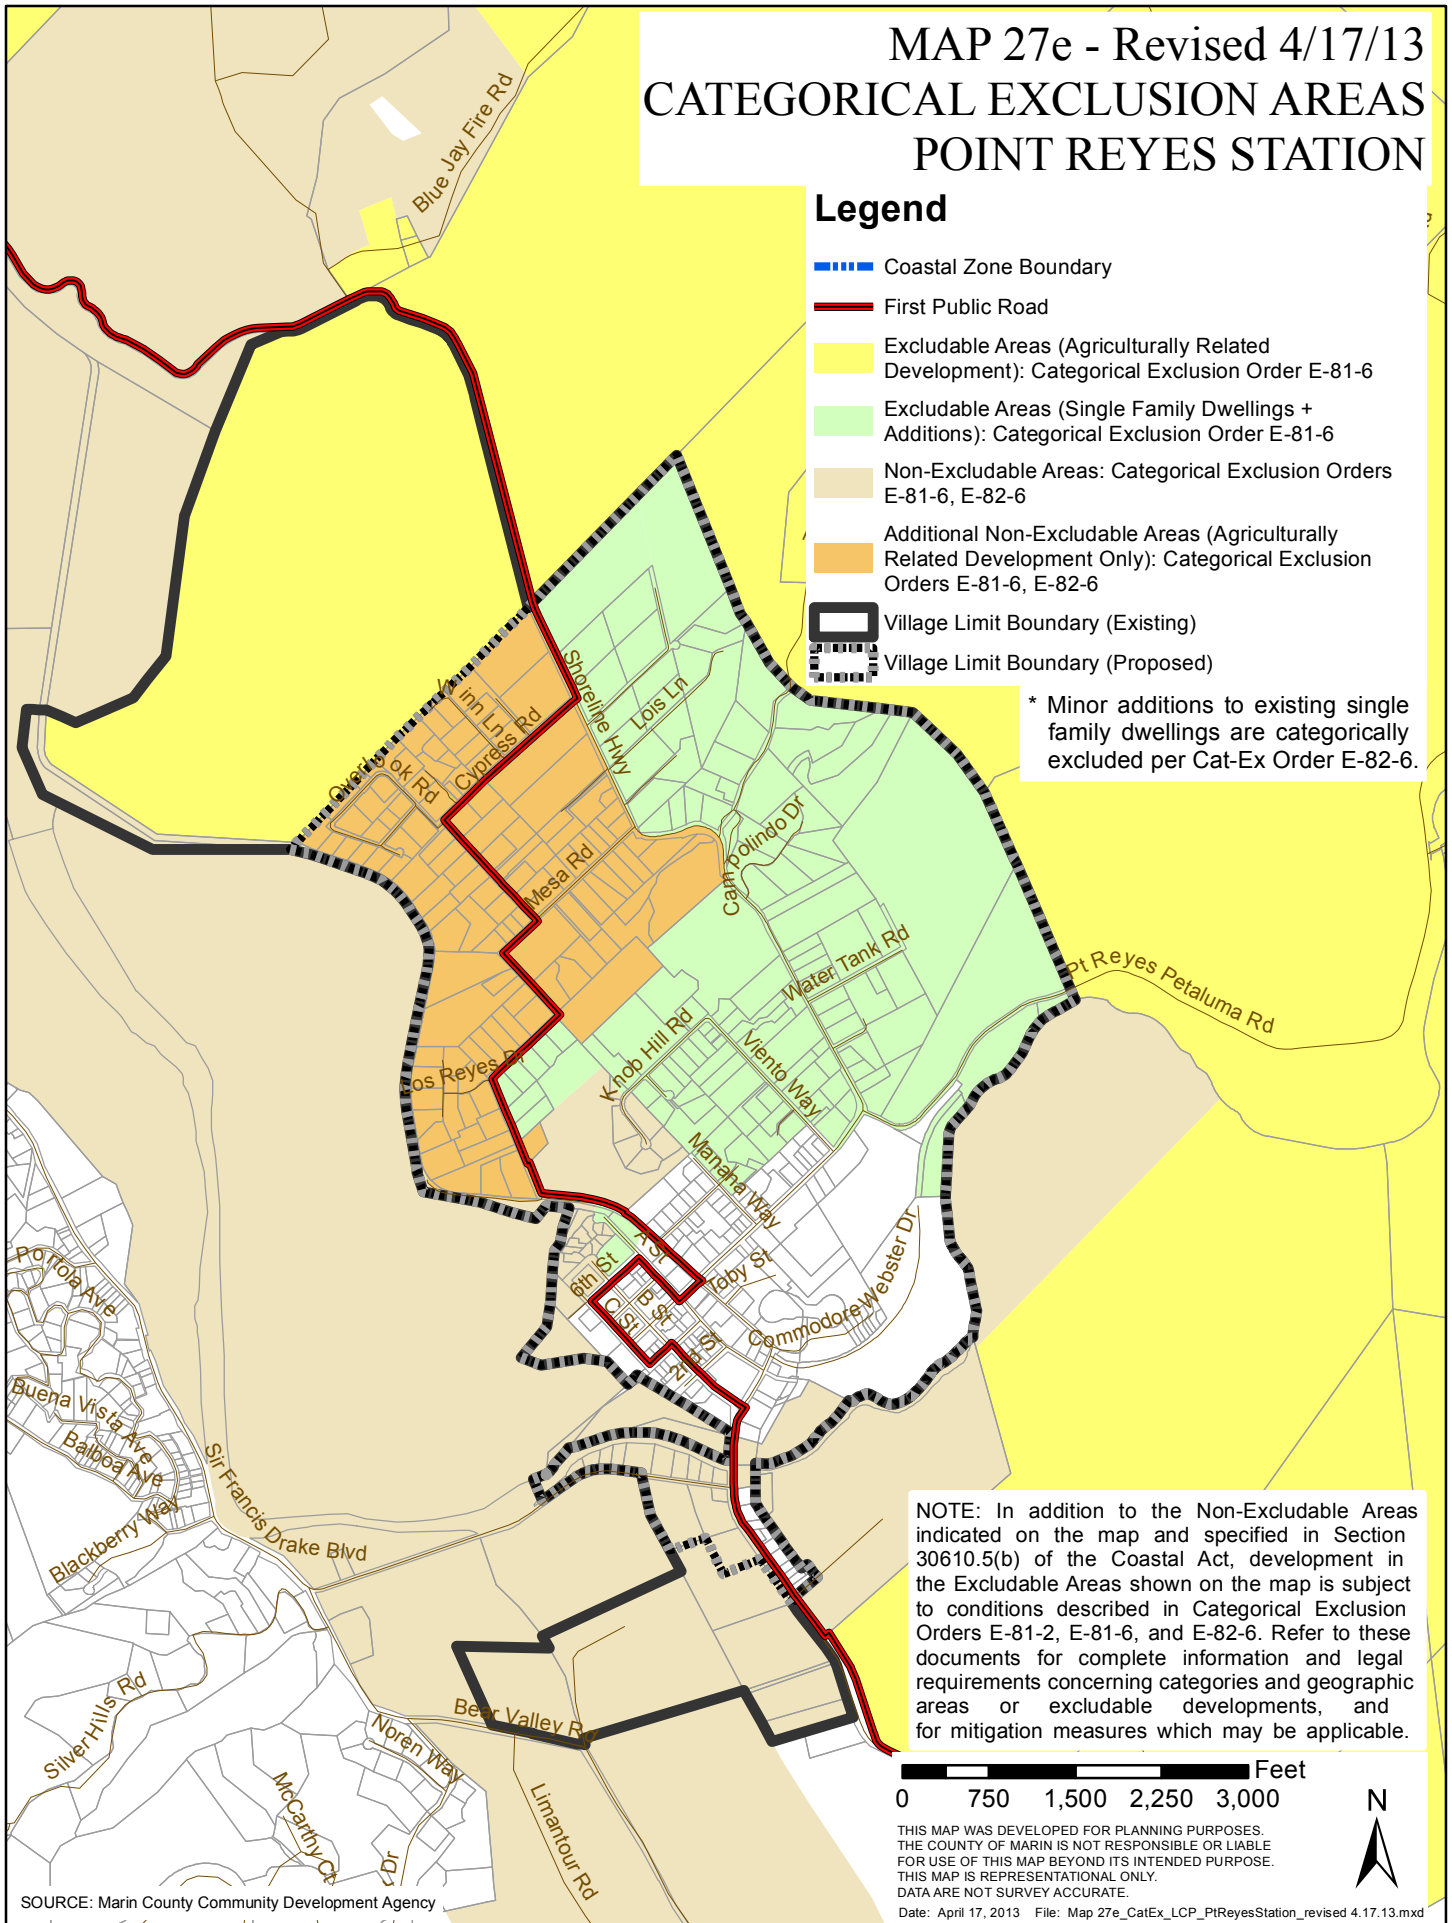 MAP 27e - Revised 4/17/13
CATEGORICAL EXCLUSION AREAS
POINT REYES STATION
Legend
Coastal Zone Boundary
First Public Road
Excludable Areas (Agriculturally Related
Development): Categorical Exclusion Order E-81-6
Excludable Areas (Single Family Dwellings +
Additions): Categorical Exclusion Order E-81-6
Non-Excludable Areas: Categorical Exclusion Orders
E-81-6, E-82-6
Additional Non-Excludable Areas (Agriculturally
Related Development Only): Categorical Exclusion
Orders E-81-6, E-82-6
Village Limit Boundary (Existing)
Village Limit Boundary (Proposed)
* Minor additions to existing single
family dwellings are categorically
excluded per Cat-Ex Order E-82-6.
Blue Jay Fire Rd
Shoreline Hwy
Lois Ln
Winn Ln
Cypress Rd
Overlook Rd
Mesa Rd
Campolindo Dr
Water Tank Rd
Pt Reyes Petaluma Rd
Knob Hill Rd
Viento Way
Los Reyes Dr
Manana Way
A St
6th St
B St
C St
Toby St
2nd St
Commodore Webster Dr
Portola Ave
Buena Vista Ave
Balboa Ave
Blackberry Way
Sir Francis Drake Blvd
Silver Hills Rd
Bear Valley Rd
Noren Way
McCarthy Ct
Dr
Limantour Rd
NOTE: In addition to the Non-Excludable Areas
indicated on the map and specified in Section
30610.5(b) of the Coastal Act, development in
the Excludable Areas shown on the map is subject
to conditions described in Categorical Exclusion
Orders E-81-2, E-81-6, and E-82-6. Refer to these
documents for complete information and legal
requirements concerning categories and geographic
areas or excludable developments, and
for mitigation measures which may be applicable.
Feet
0 750 1,500 2,250 3,000
N
THIS MAP WAS DEVELOPED FOR PLANNING PURPOSES.
THE COUNTY OF MARIN IS NOT RESPONSIBLE OR LIABLE
FOR USE OF THIS MAP BEYOND ITS INTENDED PURPOSE.
THIS MAP IS REPRESENTATIONAL ONLY.
DATA ARE NOT SURVEY ACCURATE.
Date: April 17, 2013 File: Map 27e_CatEx_LCP_PtReyesStation_revised 4.17.13.mxd
SOURCE: Marin County Community Development Agency